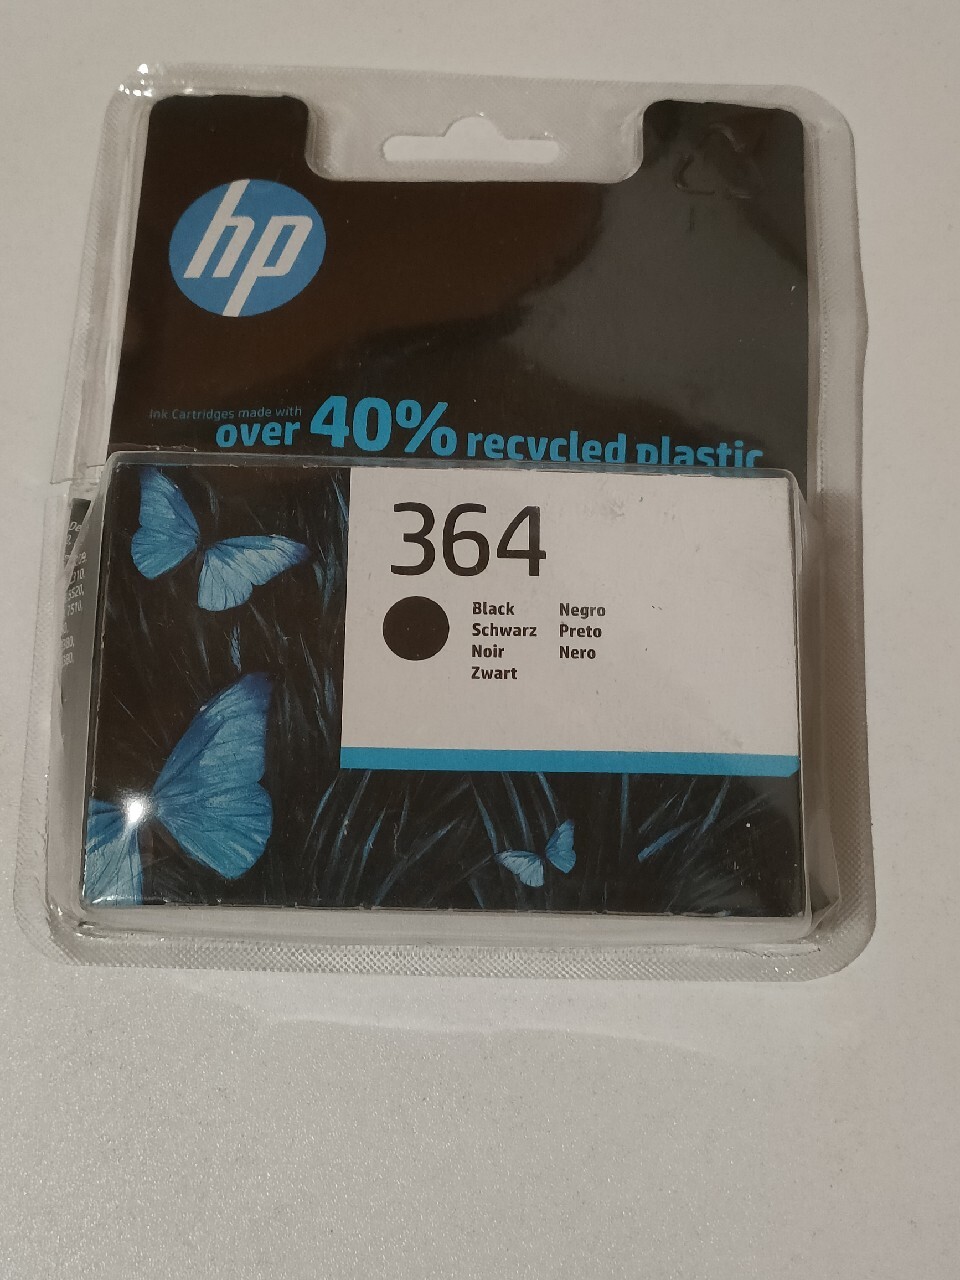 hp
Ink Cartridges made with
over 40% recycled plastic
364
Black Negro
Schwarz Preto
Noir Nero
Zwart